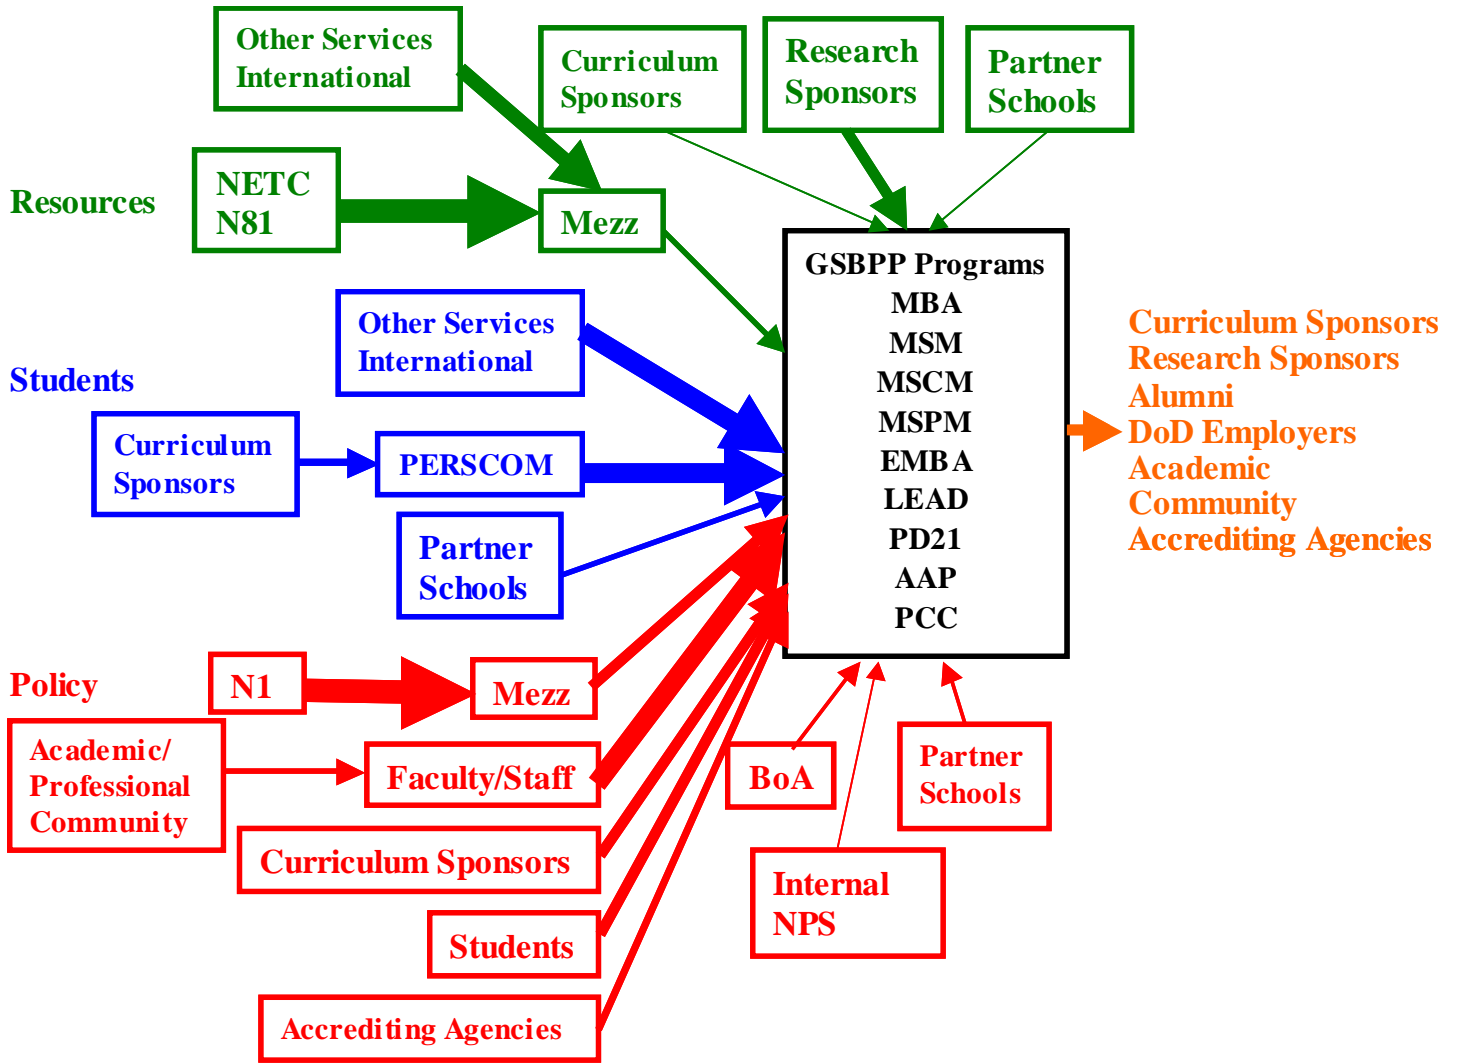 Other Services
International
Curriculum
Sponsors
Research
Sponsors
Partner
Schools
Resources
NETC
N81
Mezz
GSBPP Programs
MBA
MSM
MSCM
MSPM
EMBA
LEAD
PD21
AAP
PCC
Students
Other Services
International
Curriculum
Sponsors
PERSCOM
Partner
Schools
Curriculum Sponsors
Research Sponsors
Alumni
DoD Employers
Academic
Community
Accrediting Agencies
Policy
N1
Mezz
Academic/
Professional
Community
Faculty/Staff
Curriculum Sponsors
Students
Accrediting Agencies
BoA
Internal
NPS
Partner
Schools